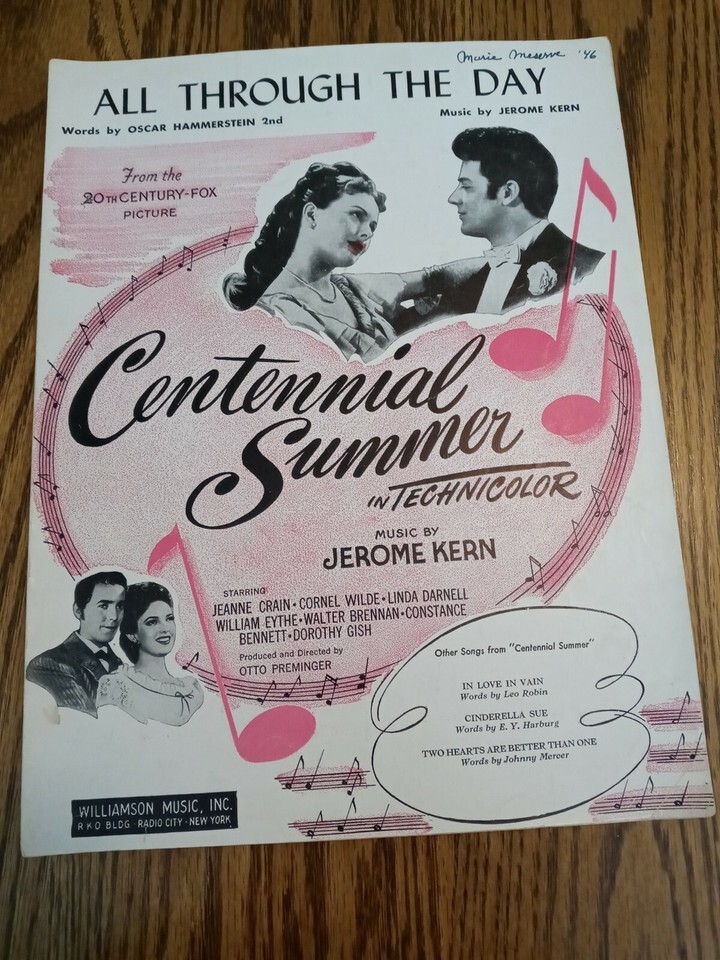 Marie Meserve '46
ALL THROUGH THE DAY
Words by OSCAR HAMMERSTEIN 2nd
Music by JEROME KERN
From the
20TH CENTURY-FOX
PICTURE
Centennial
Summer
IN TECHNICOLOR
MUSIC BY
JEROME KERN
STARRING
JEANNE CRAIN • CORNEL WILDE • LINDA DARNELL
WILLIAM EYTHE • WALTER BRENNAN • CONSTANCE
BENNETT • DOROTHY GISH
Produced and Directed by
OTTO PREMINGER
Other Songs from "Centennial Summer"
IN LOVE IN VAIN
Words by Leo Robin
CINDERELLA SUE
Words by E. Y. Harburg
TWO HEARTS ARE BETTER THAN ONE
Words by Johnny Mercer
WILLIAMSON MUSIC, INC.
RKO BLDG · RADIO CITY · NEW YORK